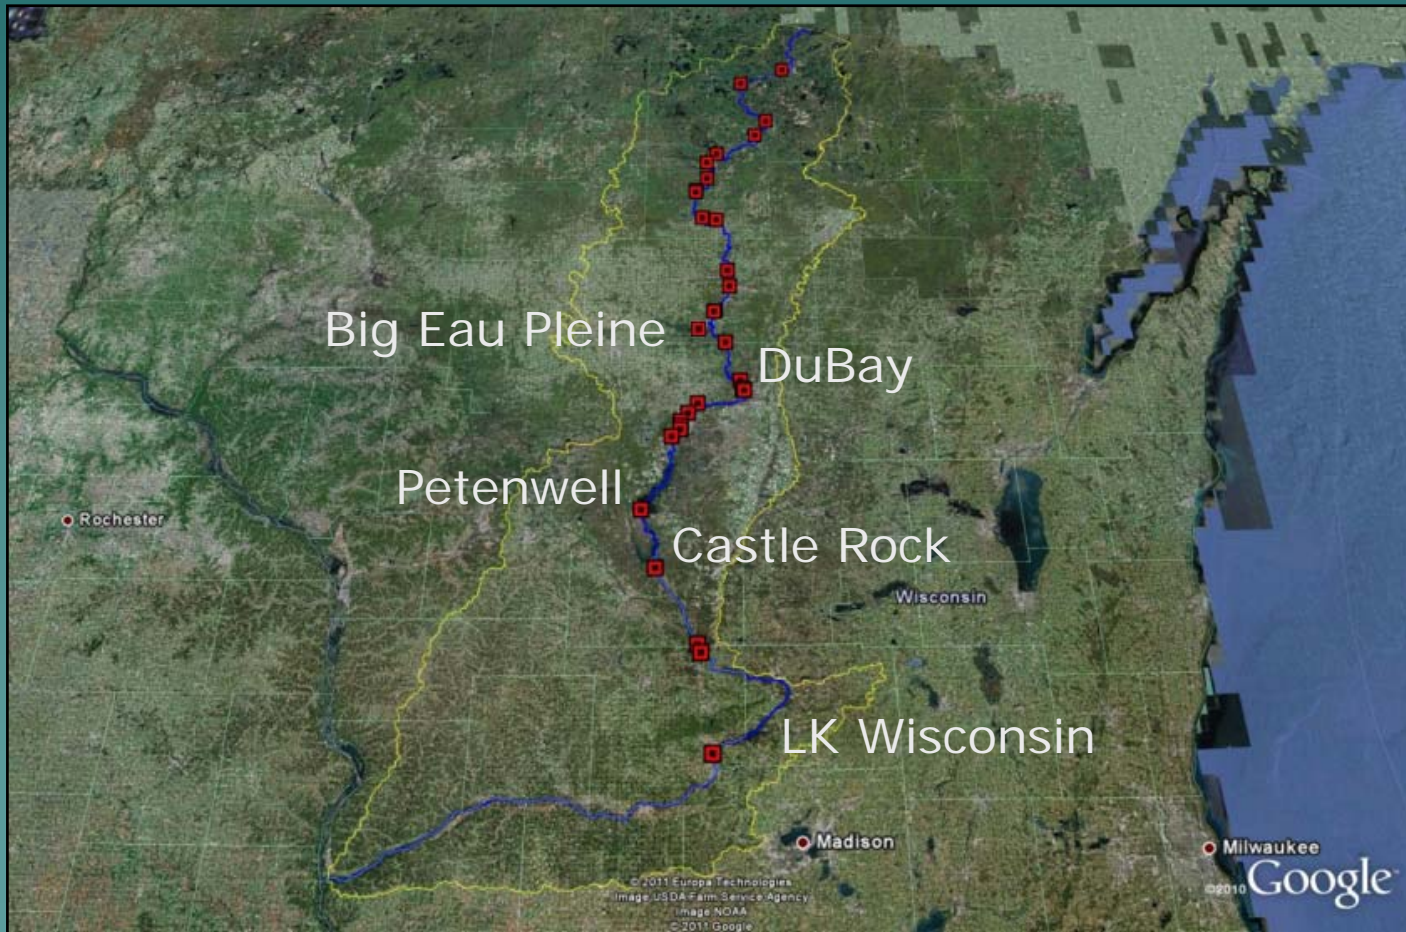 Big Eau Pleine
DuBay
Petenwell
Rochester
Castle Rock
Wisconsin
LK Wisconsin
Madison
Milwaukee
© 2011 Europa Technologies
Image USDA Farm Service Agency
Image NOAA
© 2011 Google
©2010 Google